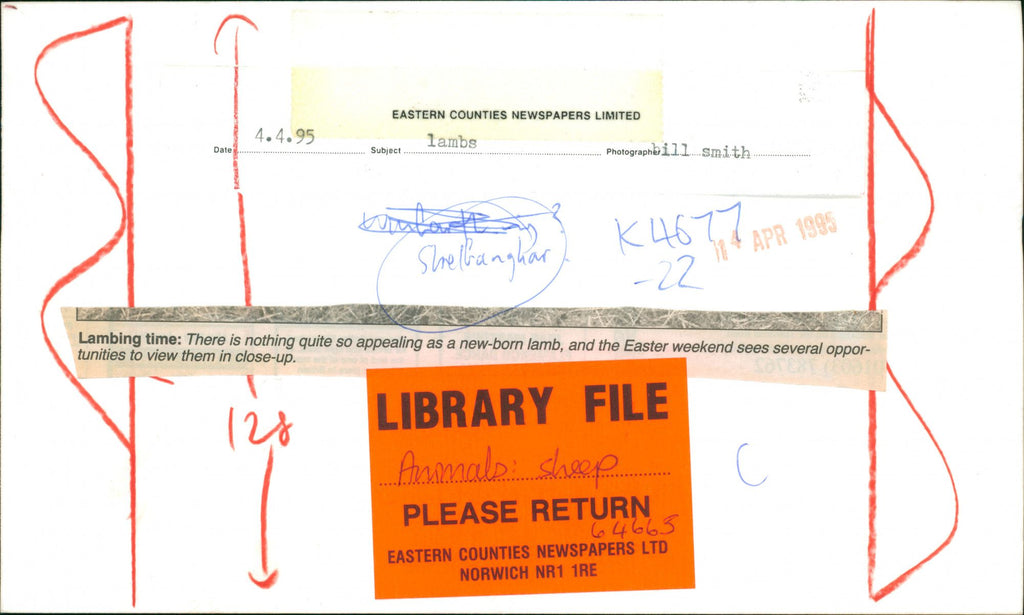 EASTERN COUNTIES NEWSPAPERS LIMITED
Date 4.4.95 Subject lambs Photographer bill smith
Shelfanghar
K4677
-22
14 APR 1995
Lambing time: There is nothing quite so appealing as a new-born lamb, and the Easter weekend sees several oppor-
tunities to view them in close-up.
128
LIBRARY FILE
Animals: sheep
PLEASE RETURN
64665
EASTERN COUNTIES NEWSPAPERS LTD
NORWICH NR1 1RE
C